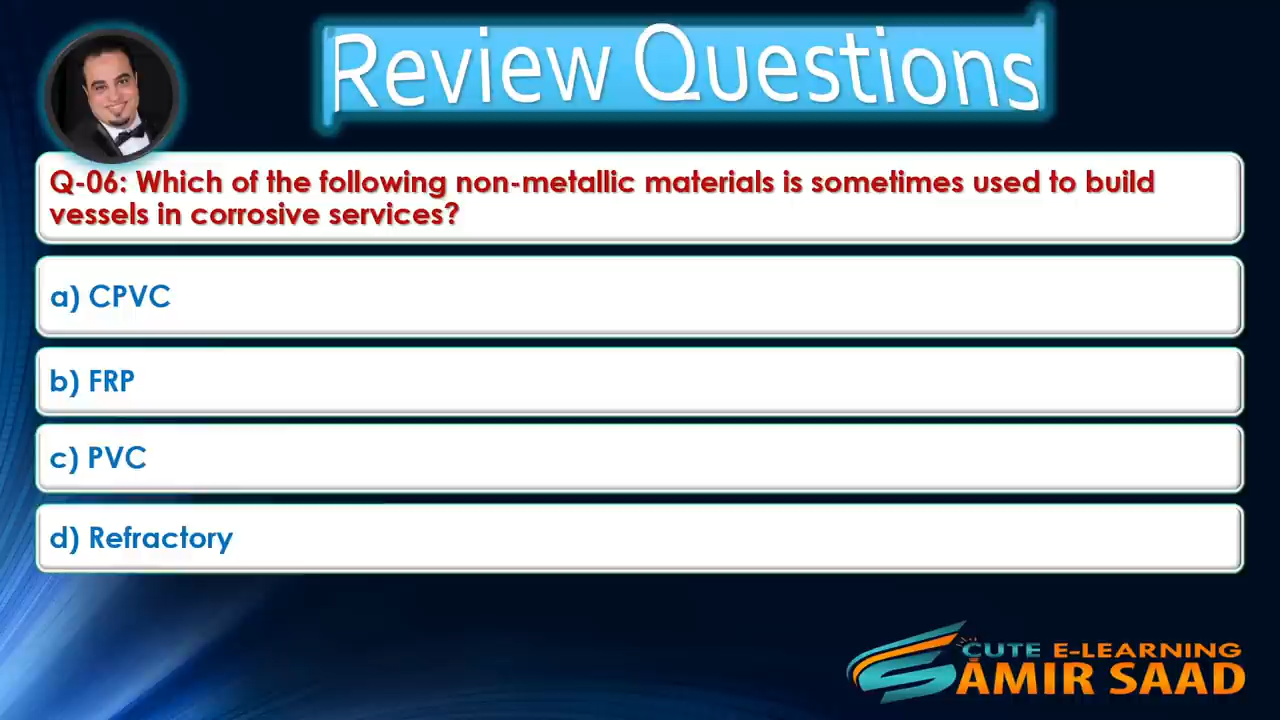 Review Questions
Q-06: Which of the following non-metallic materials is sometimes used to build
vessels in corrosive services?
a) CPVC
b) FRP
c) PVC
d) Refractory
CUTE E-LEARNING
AMIR SAAD